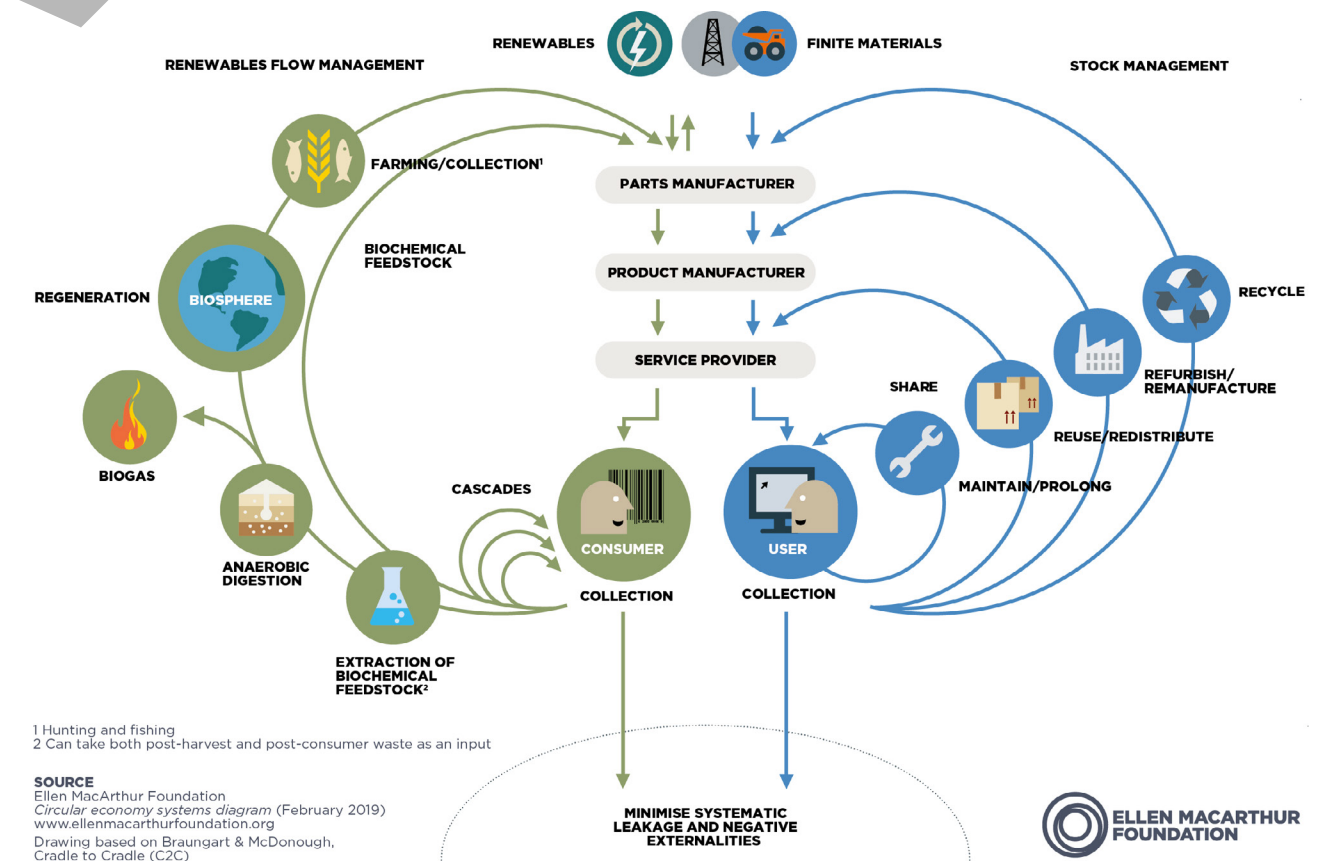 RENEWABLES
FINITE MATERIALS
RENEWABLES FLOW MANAGEMENT
STOCK MANAGEMENT
FARMING/COLLECTION¹
PARTS MANUFACTURER
BIOCHEMICAL
FEEDSTOCK
PRODUCT MANUFACTURER
REGENERATION
BIOSPHERE
RECYCLE
SERVICE PROVIDER
SHARE
REFURBISH/
REMANUFACTURE
REUSE/REDISTRIBUTE
BIOGAS
CASCADES
MAINTAIN/PROLONG
CONSUMER
USER
ANAEROBIC
DIGESTION
COLLECTION
COLLECTION
EXTRACTION OF
BIOCHEMICAL
FEEDSTOCK²
1 Hunting and fishing
2 Can take both post-harvest and post-consumer waste as an input
SOURCE
Ellen MacArthur Foundation
Circular economy systems diagram (February 2019)
www.ellenmacarthurfoundation.org
Drawing based on Braungart & McDonough,
Cradle to Cradle (C2C)
MINIMISE SYSTEMATIC
LEAKAGE AND NEGATIVE
EXTERNALITIES
ELLEN MACARTHUR
FOUNDATION